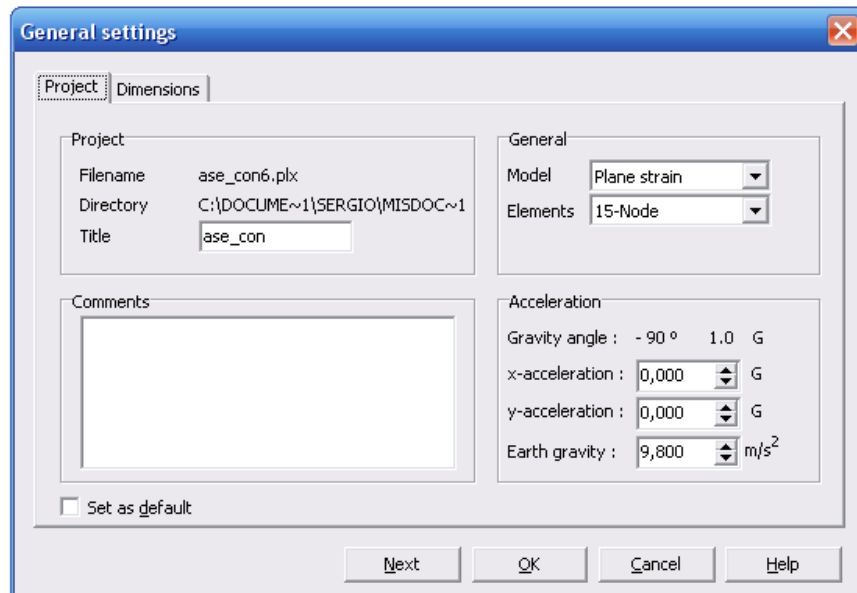 General settings
Project
Dimensions
Project
Filename ase_con6.plx
Directory C:\DOCUME~1\SERGIO\MISDOC~1
Title ase_con
General
Model Plane strain
Elements 15-Node
Comments
Acceleration
Gravity angle : - 90 º 1.0 G
x-acceleration : 0,000 G
y-acceleration : 0,000 G
Earth gravity : 9,800 m/s²
Set as default
Next OK Cancel Help